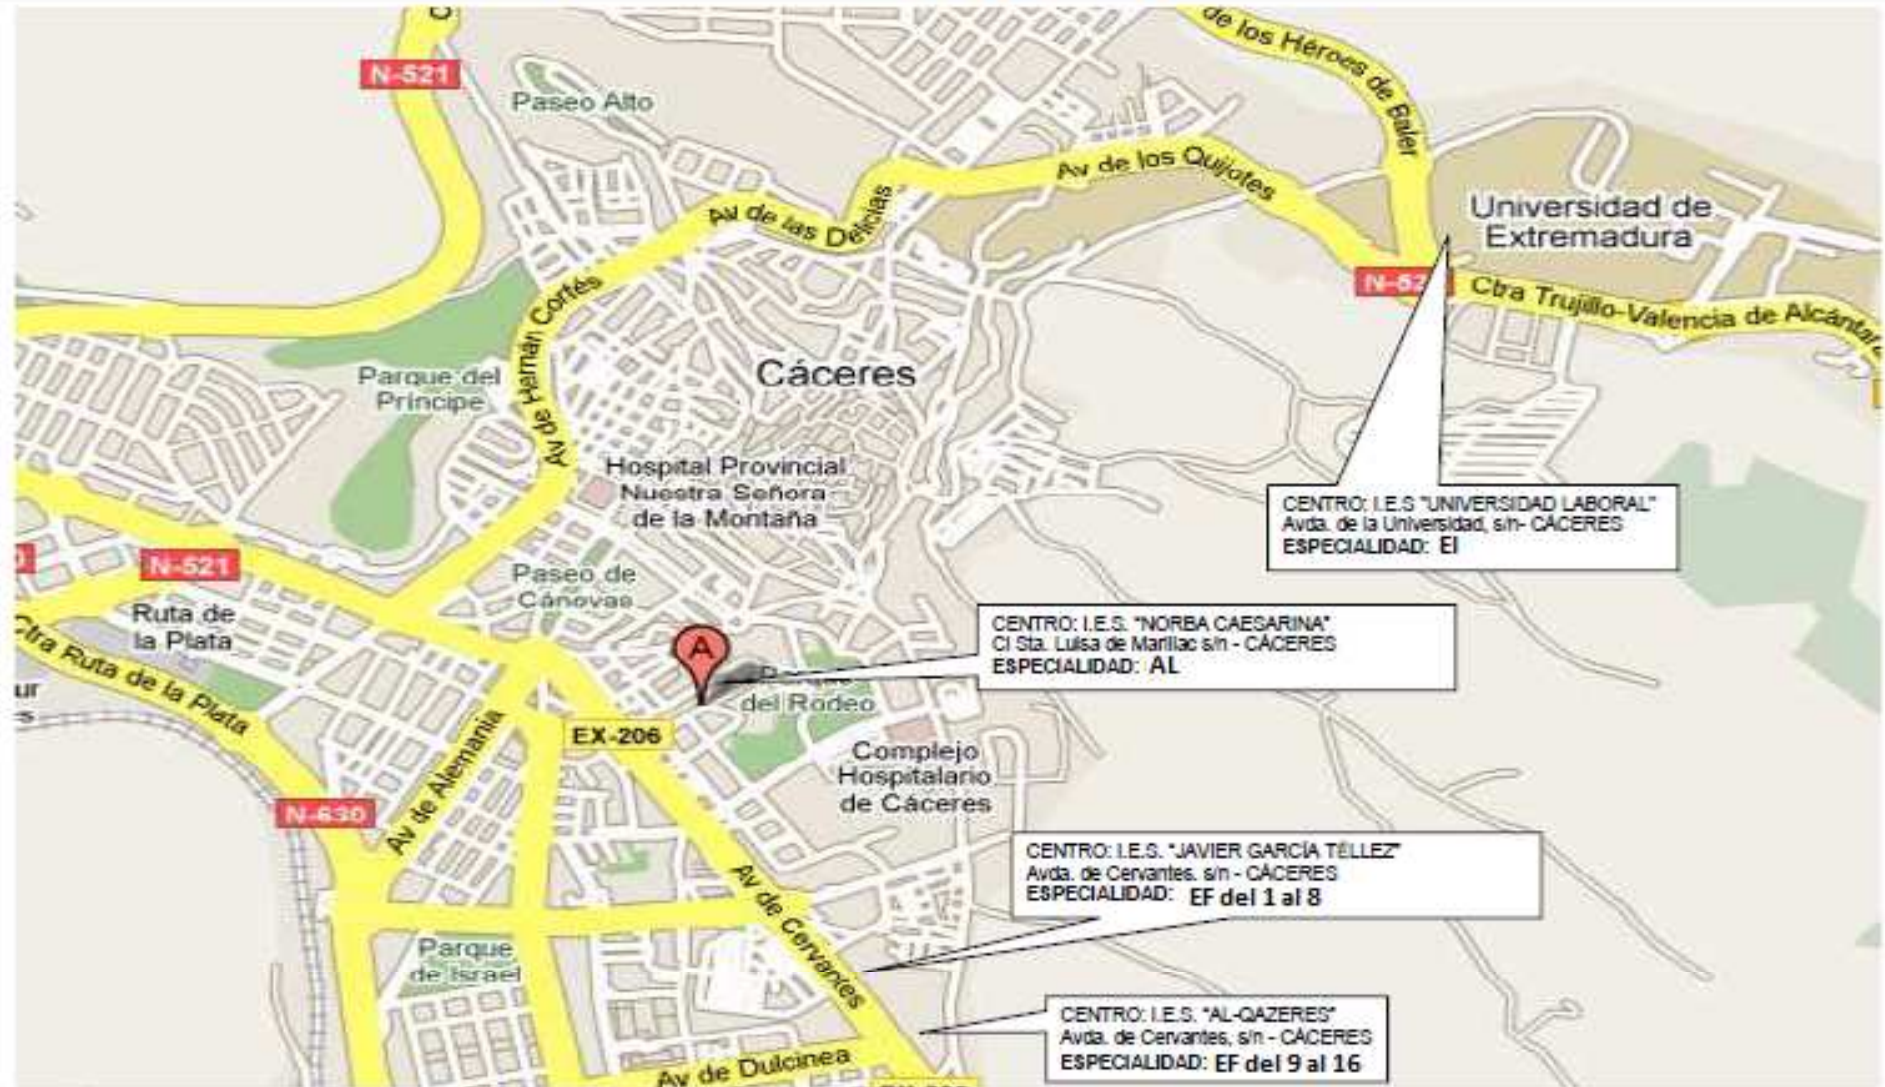 de los Héroes de Baler
N-521
Paseo Alto
Av de los Quijotes
Av de las Delicias
Universidad de
Extremadura
Ctra Trujillo-Valencia de Alcántara
Av de Hernán Cortés
Cáceres
Parque del
Príncipe
Hospital Provincial
Nuestra Señora
de la Montaña
CENTRO: I.E.S "UNIVERSIDAD LABORAL"
Avda. de la Universidad, s/n- CÁCERES
ESPECIALIDAD: EI
N-521
Paseo de
Cánovas
Ruta de
la Plata
Ctra Ruta de la Plata
CENTRO: I.E.S. "NORBA CAESARINA"
Cl Sta. Luisa de Marillac s/n - CÁCERES
ESPECIALIDAD: AL
A
del Rodeo
EX-206
Complejo
Hospitalario
de Cáceres
Av de Alemania
N-630
CENTRO: I.E.S. "JAVIER GARCÍA TÉLLEZ"
Avda. de Cervantes. s/n - CÁCERES
ESPECIALIDAD: EF del 1 al 8
Av de Cervantes
Parque
de Israel
CENTRO: I.E.S. "AL-QAZERES"
Avda. de Cervantes, s/n - CÁCERES
ESPECIALIDAD: EF del 9 al 16
Av de Dulcinea